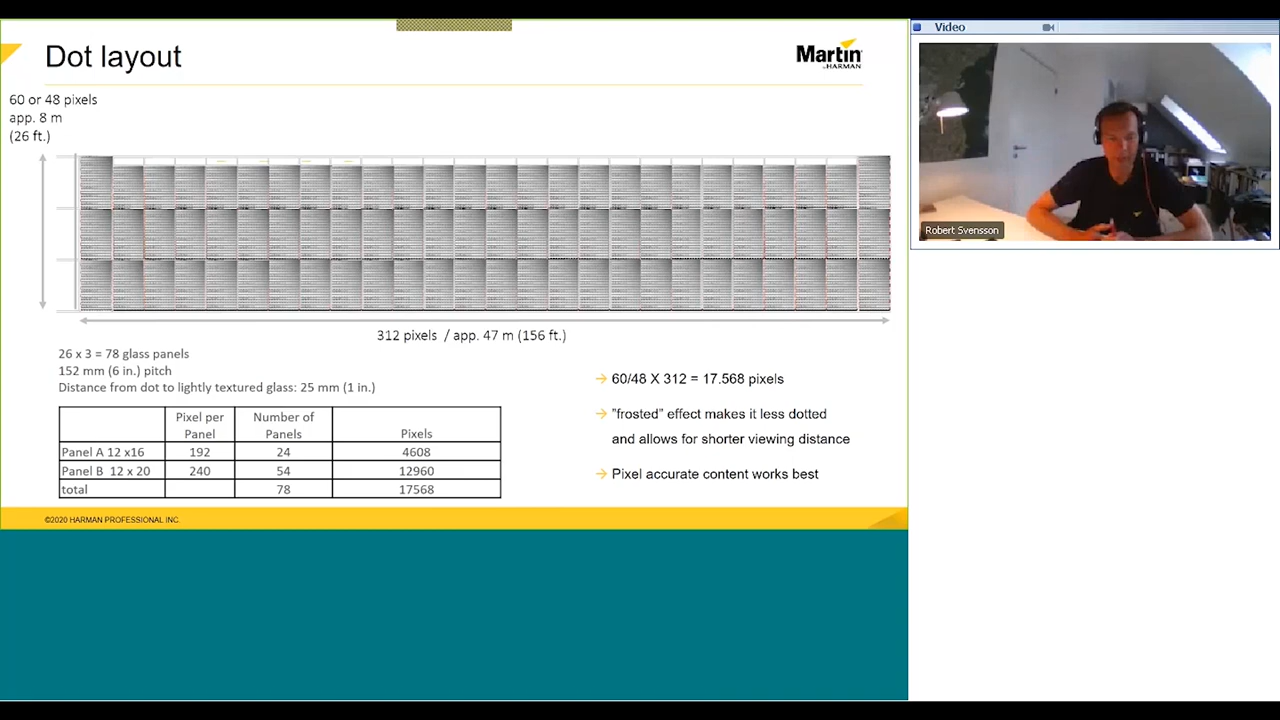 Dot layout
Martin
by HARMAN
60 or 48 pixels
app. 8 m
(26 ft.)
312 pixels / app. 47 m (156 ft.)
26 x 3 = 78 glass panels
152 mm (6 in.) pitch
Distance from dot to lightly textured glass: 25 mm (1 in.)
Pixel per Panel Number of Panels Pixels
Panel A 12 x16 192 24 4608
Panel B 12 x 20 240 54 12960
total 78 17568
→ 60/48 X 312 = 17.568 pixels
→ ”frosted” effect makes it less dotted
and allows for shorter viewing distance
→ Pixel accurate content works best
©2020 HARMAN PROFESSIONAL INC.
Video
Robert Svensson